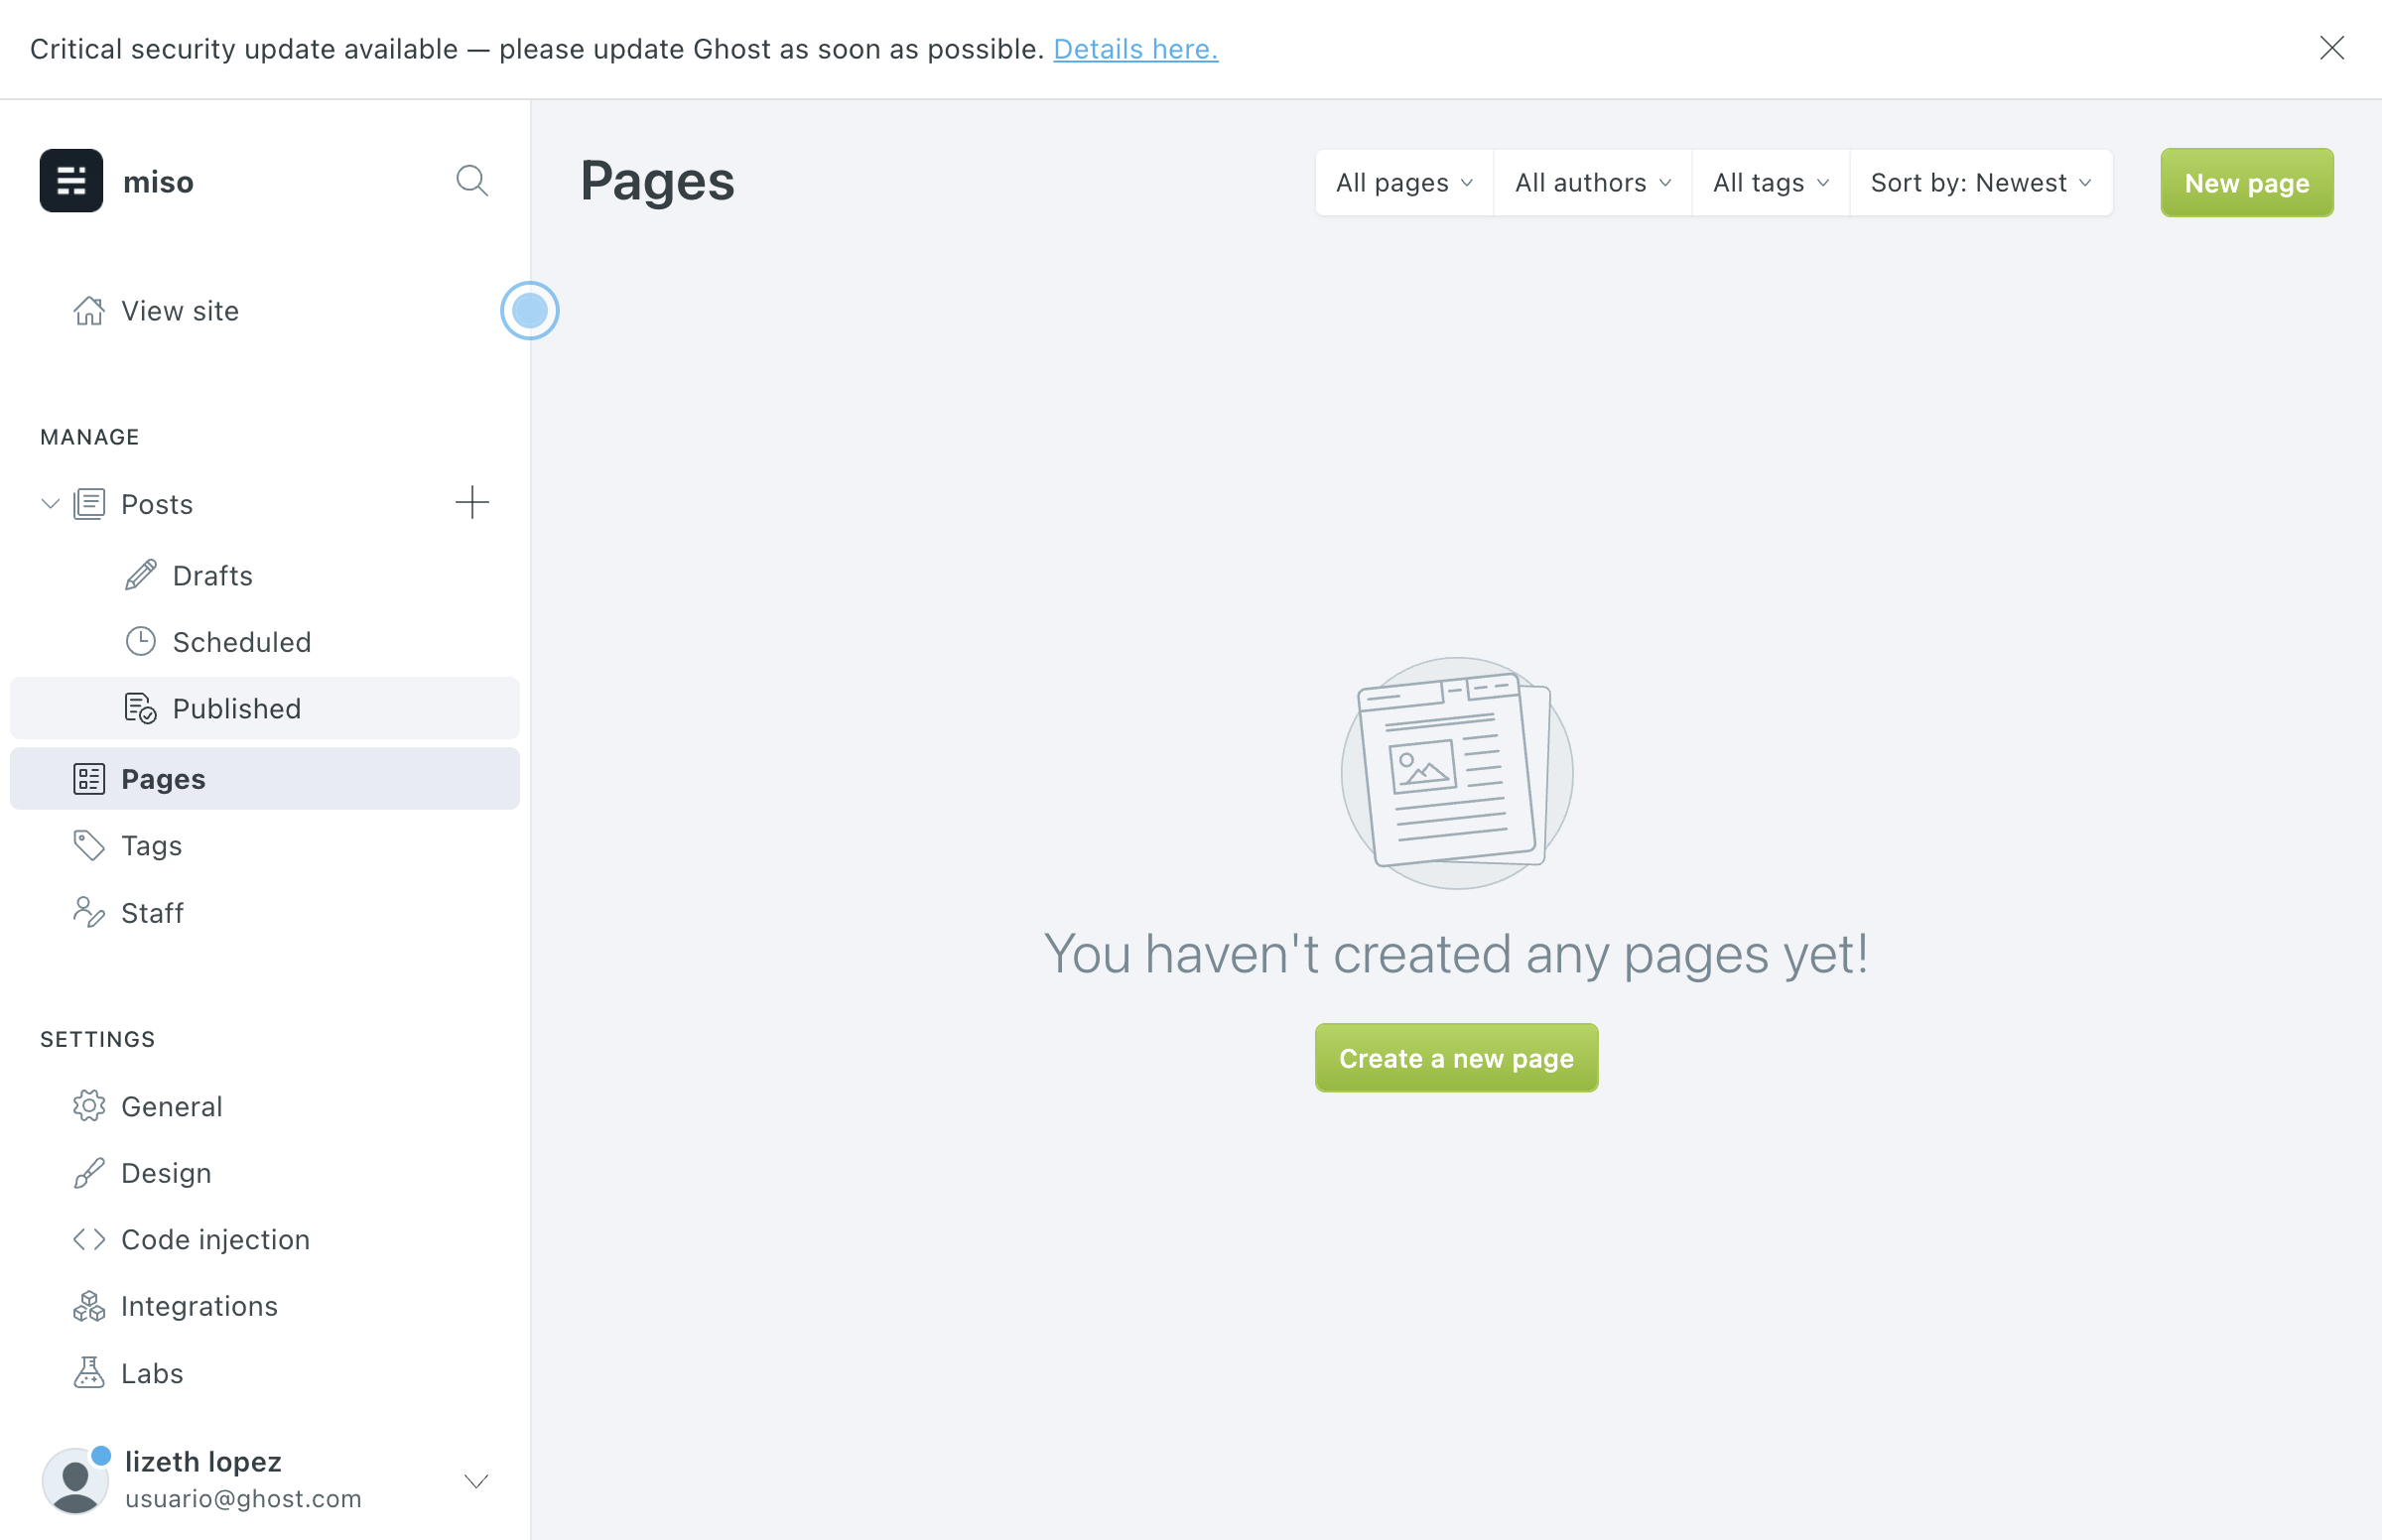 Critical security update available — please update Ghost as soon as possible. Details here.
miso
View site
MANAGE
Posts
Drafts
Scheduled
Published
Pages
Tags
Staff
SETTINGS
General
Design
Code injection
Integrations
Labs
lizeth lopez
usuario@ghost.com
Pages
All pages
All authors
All tags
Sort by: Newest
New page
You haven't created any pages yet!
Create a new page